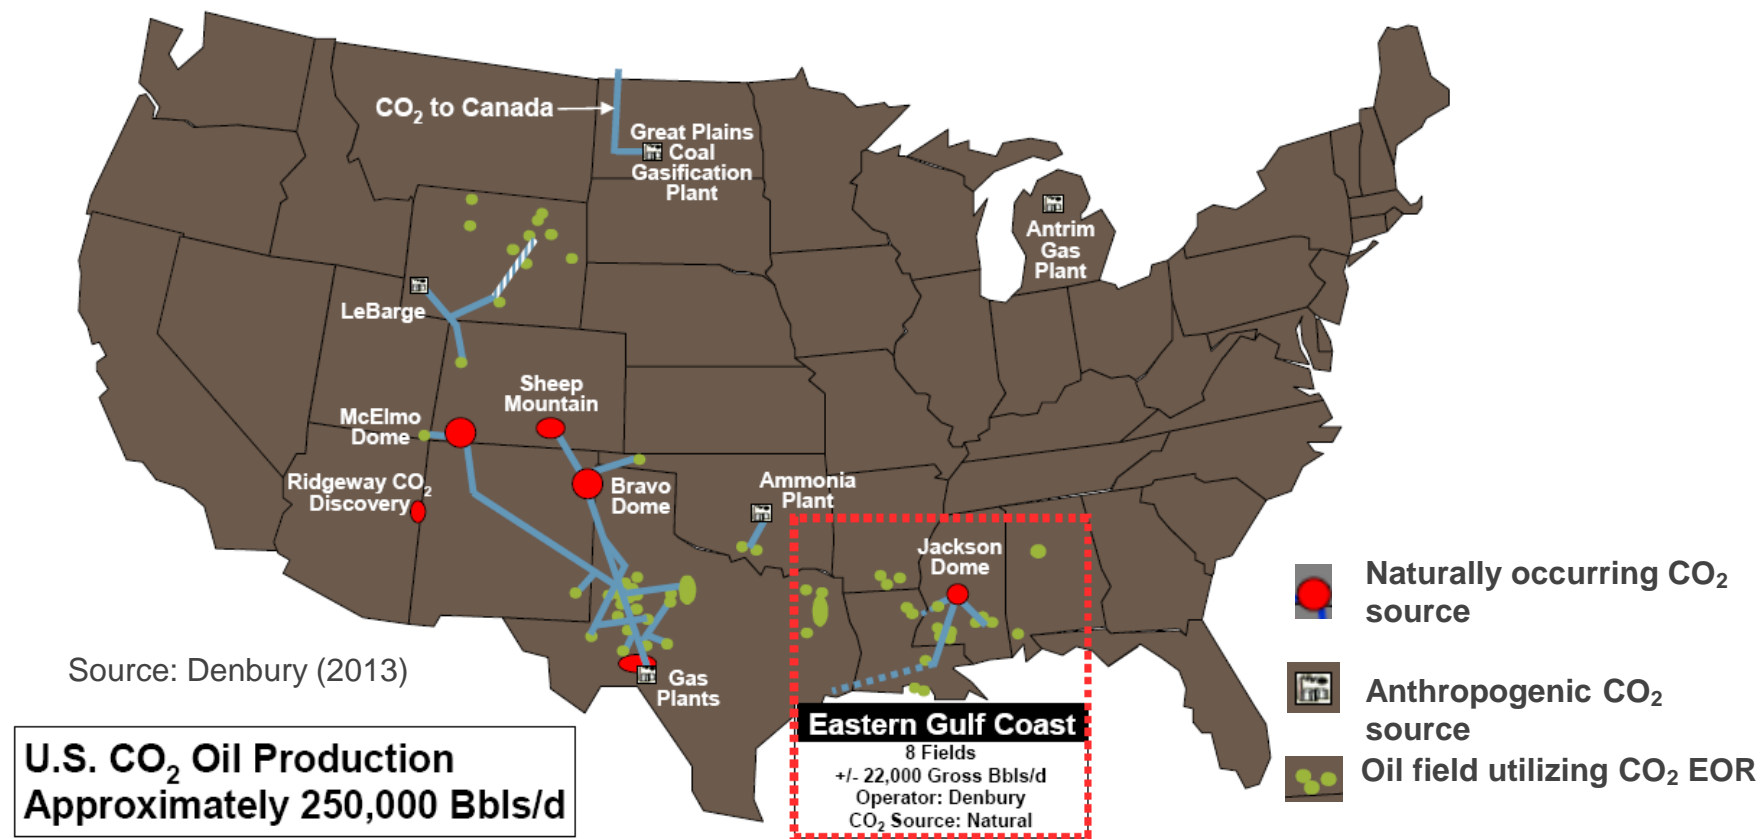 CO₂ to Canada
Great Plains
Coal
Gasification
Plant
Antrim
Gas
Plant
LeBarge
Sheep
Mountain
McElmo
Dome
Ridgeway CO₂
Discovery
Bravo
Dome
Ammonia
Plant
Jackson
Dome
Gas
Plants
Naturally occurring CO₂
source
Anthropogenic CO₂
source
Oil field utilizing CO₂ EOR
Source: Denbury (2013)
Eastern Gulf Coast
8 Fields
+/- 22,000 Gross Bbls/d
Operator: Denbury
CO₂ Source: Natural
U.S. CO₂ Oil Production
Approximately 250,000 Bbls/d